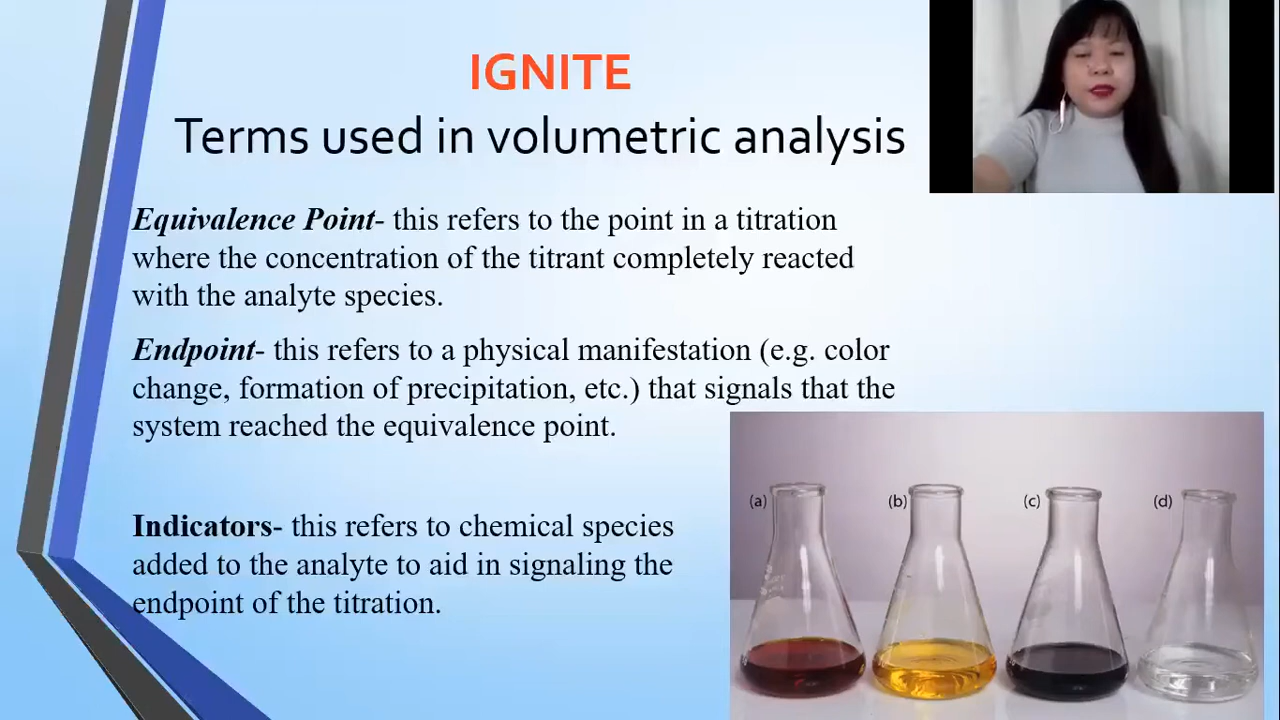 IGNITE
Terms used in volumetric analysis
Equivalence Point- this refers to the point in a titration
where the concentration of the titrant completely reacted
with the analyte species.
Endpoint- this refers to a physical manifestation (e.g. color
change, formation of precipitation, etc.) that signals that the
system reached the equivalence point.
Indicators- this refers to chemical species
added to the analyte to aid in signaling the
endpoint of the titration.
(a) (b) (c) (d)